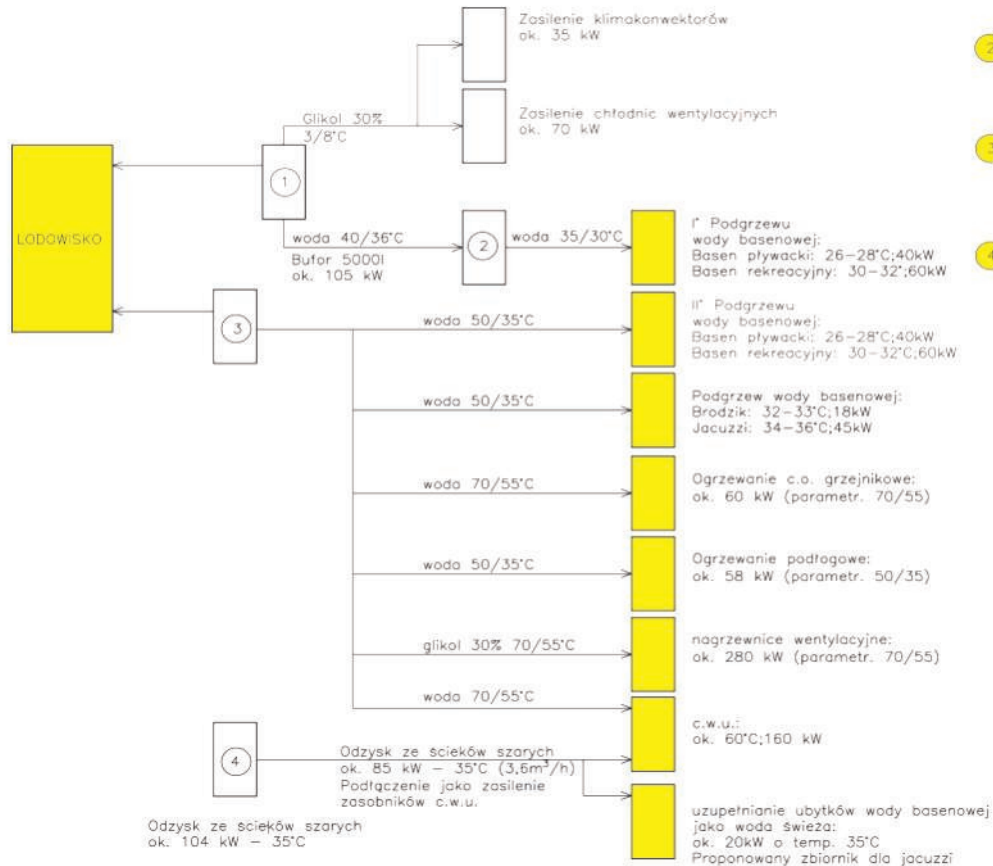 Zasilenie klimakonwektorów
ok. 35 kW
2
Glikol 30%
3/8°C
Zasilenie chłodnic wentylacyjnych
ok. 70 kW
3
1
LODOWISKO
woda 40/36°C
Bufor 5000l
ok. 105 kW
2
woda 35/30°C
I° Podgrzewu
wody basenowej:
Basen pływacki: 26-28°C;40kW
Basen rekreacyjny: 30-32°;60kW
4
3
woda 50/35°C
II° Podgrzewu
wody basenowej:
Basen pływacki: 26-28°C;40kW
Basen rekreacyjny: 30-32°C;60kW
woda 50/35°C
Podgrzew wody basenowej:
Brodzik: 32-33°C;18kW
Jacuzzi: 34-36°C;45kW
woda 70/55°C
Ogrzewanie c.o. grzejnikowe:
ok. 60 kW (parametr. 70/55)
woda 50/35°C
Ogrzewanie podłogowe:
ok. 58 kW (parametr. 50/35)
glikol 30% 70/55°C
nagrzewnice wentylacyjne:
ok. 280 kW (parametr. 70/55)
woda 70/55°C
c.w.u.:
ok. 60°C;160 kW
4
Odzysk ze ścieków szarych
ok. 85 kW - 35°C (3,6m³/h)
Podłączenie jako zasilenie
zasobników c.w.u.
Odzysk ze ścieków szarych
ok. 104 kW - 35°C
uzupełnianie ubytków wody basenowej
jako woda świeża:
ok. 20kW o temp. 35°C
Proponowany zbiornik dla jacuzzi